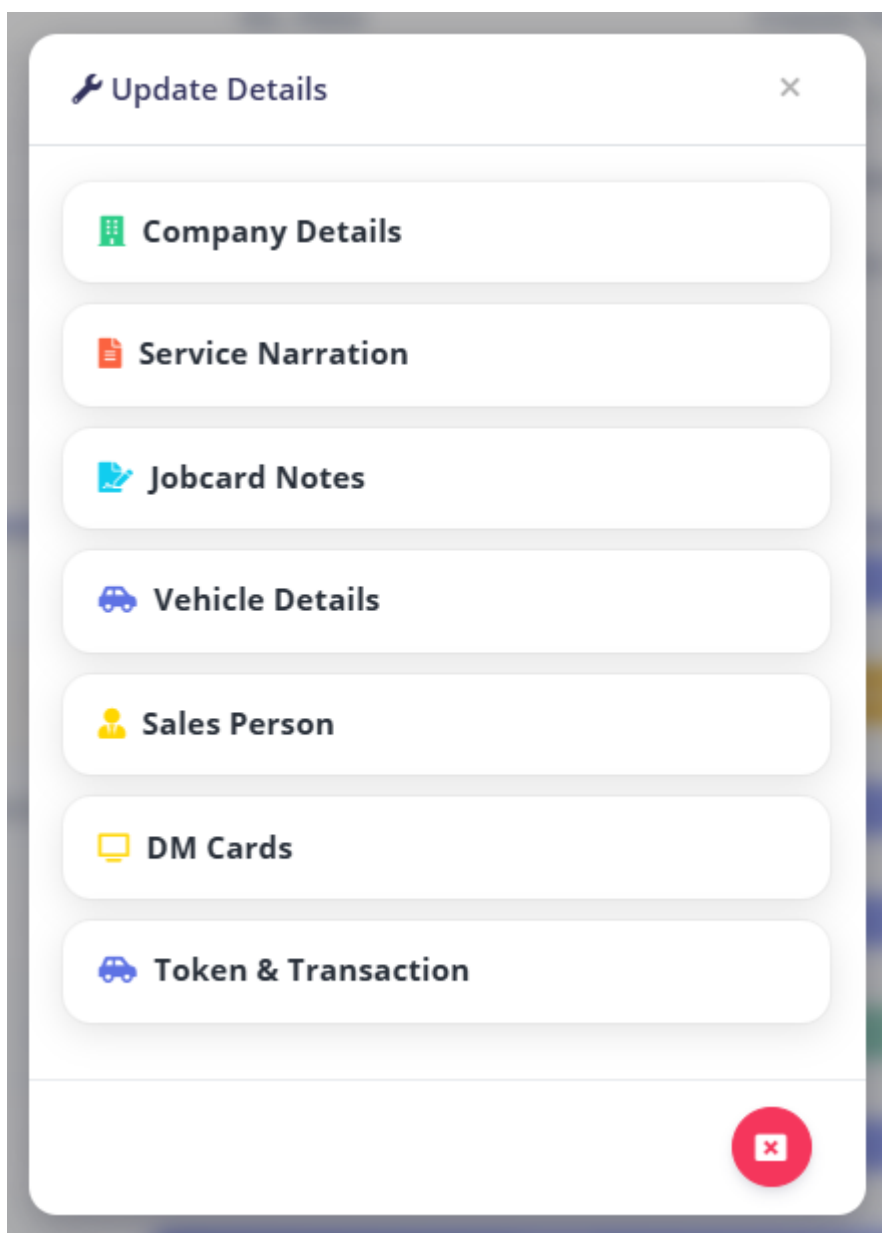 Update Details
Company Details
Service Narration
Jobcard Notes
Vehicle Details
Sales Person
DM Cards
Token & Transaction